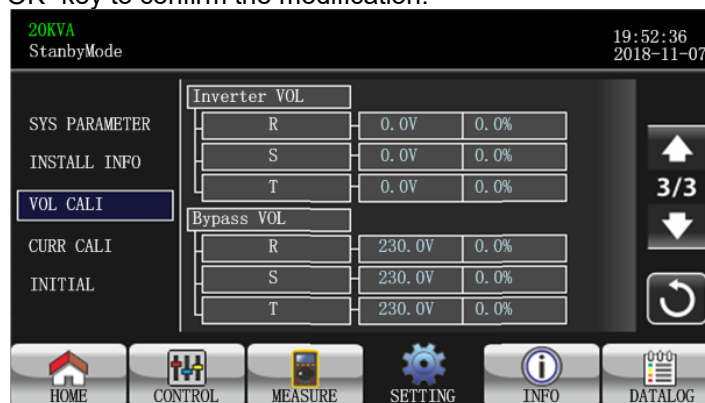 OK" key to confirm the modification.
20KVA
StanbyMode
19:52:36
2018-11-07
SYS PARAMETER
INSTALL INFO
VOL CALI
CURR CALI
INITIAL
Inverter VOL
R 0.0V 0.0%
S 0.0V 0.0%
T 0.0V 0.0%
Bypass VOL
R 230.0V 0.0%
S 230.0V 0.0%
T 230.0V 0.0%
3/3
HOME CONTROL MEASURE SETTING INFO DATALOG